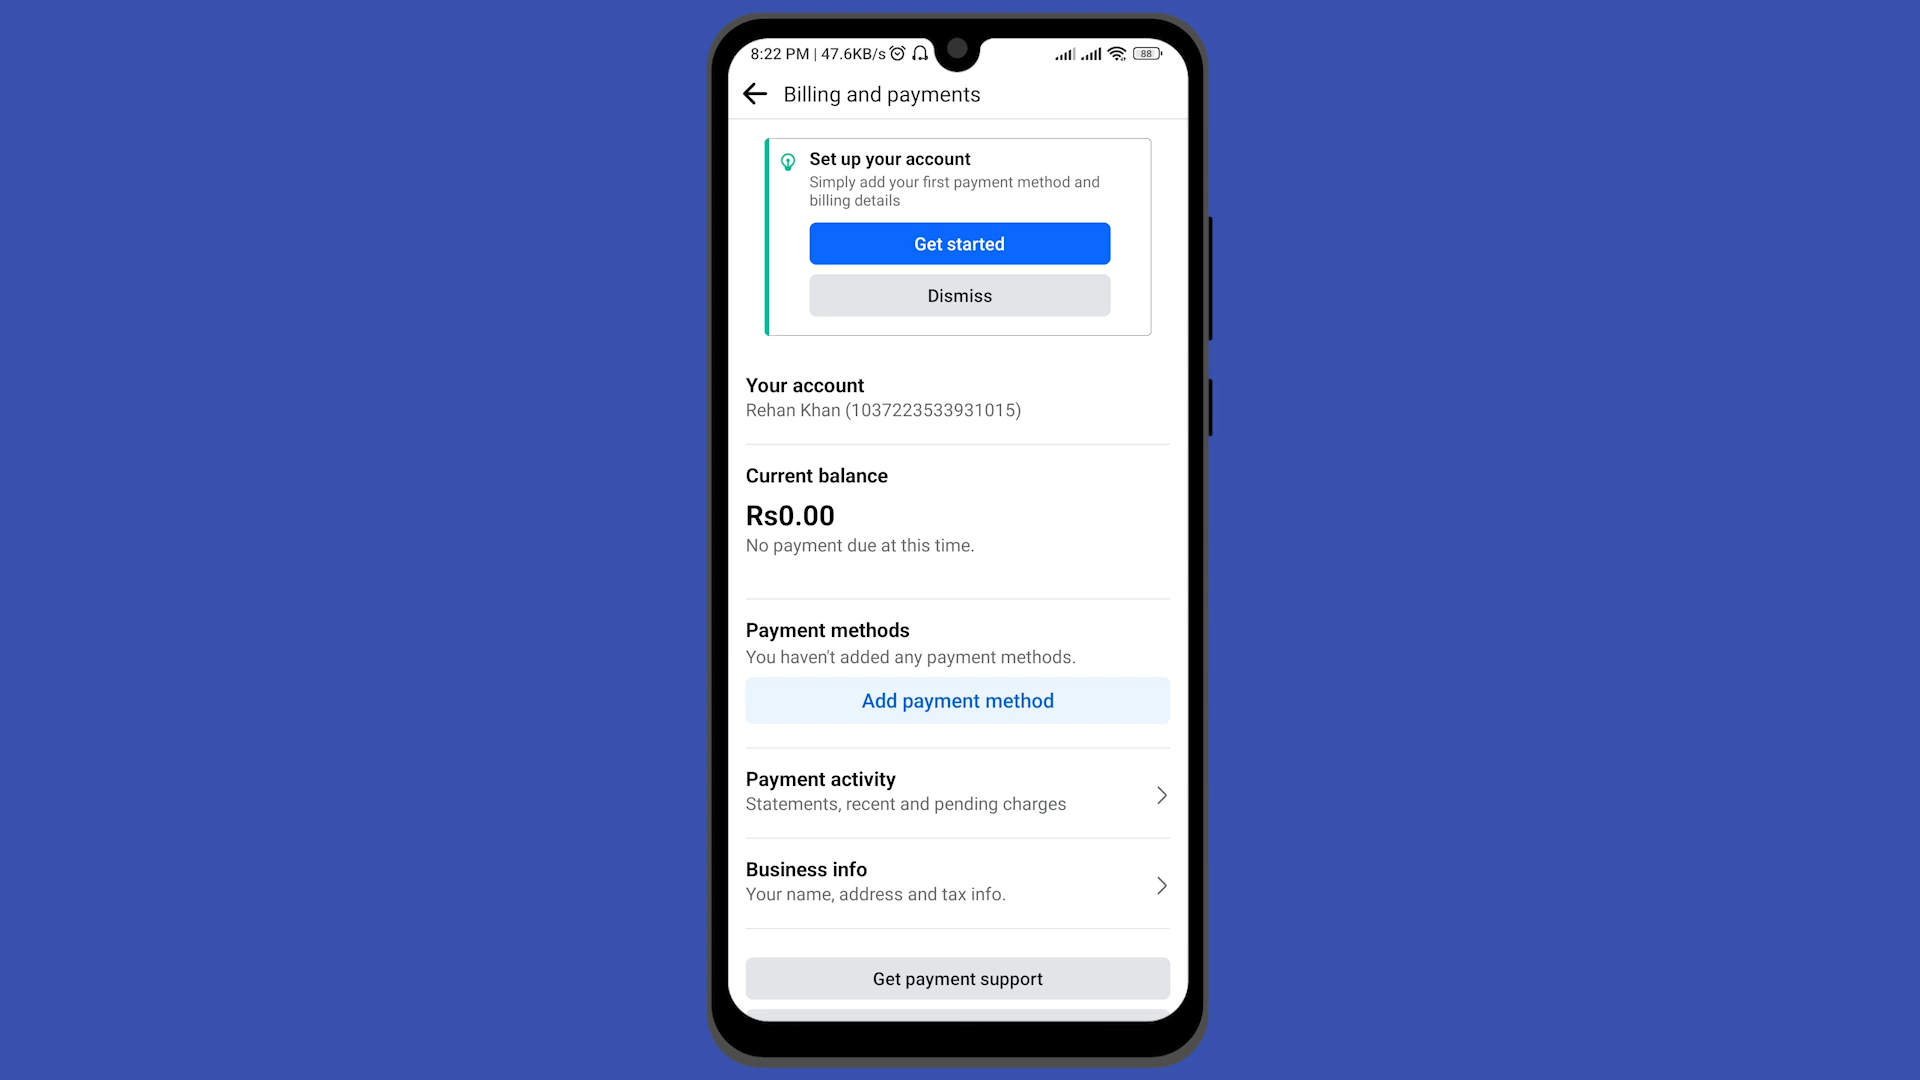 8:22 PM | 47.6KB/s 88
Billing and payments
Set up your account
Simply add your first payment method and
billing details
Get started
Dismiss
Your account
Rehan Khan (1037223533931015)
Current balance
Rs0.00
No payment due at this time.
Payment methods
You haven't added any payment methods.
Add payment method
Payment activity
Statements, recent and pending charges
Business info
Your name, address and tax info.
Get payment support